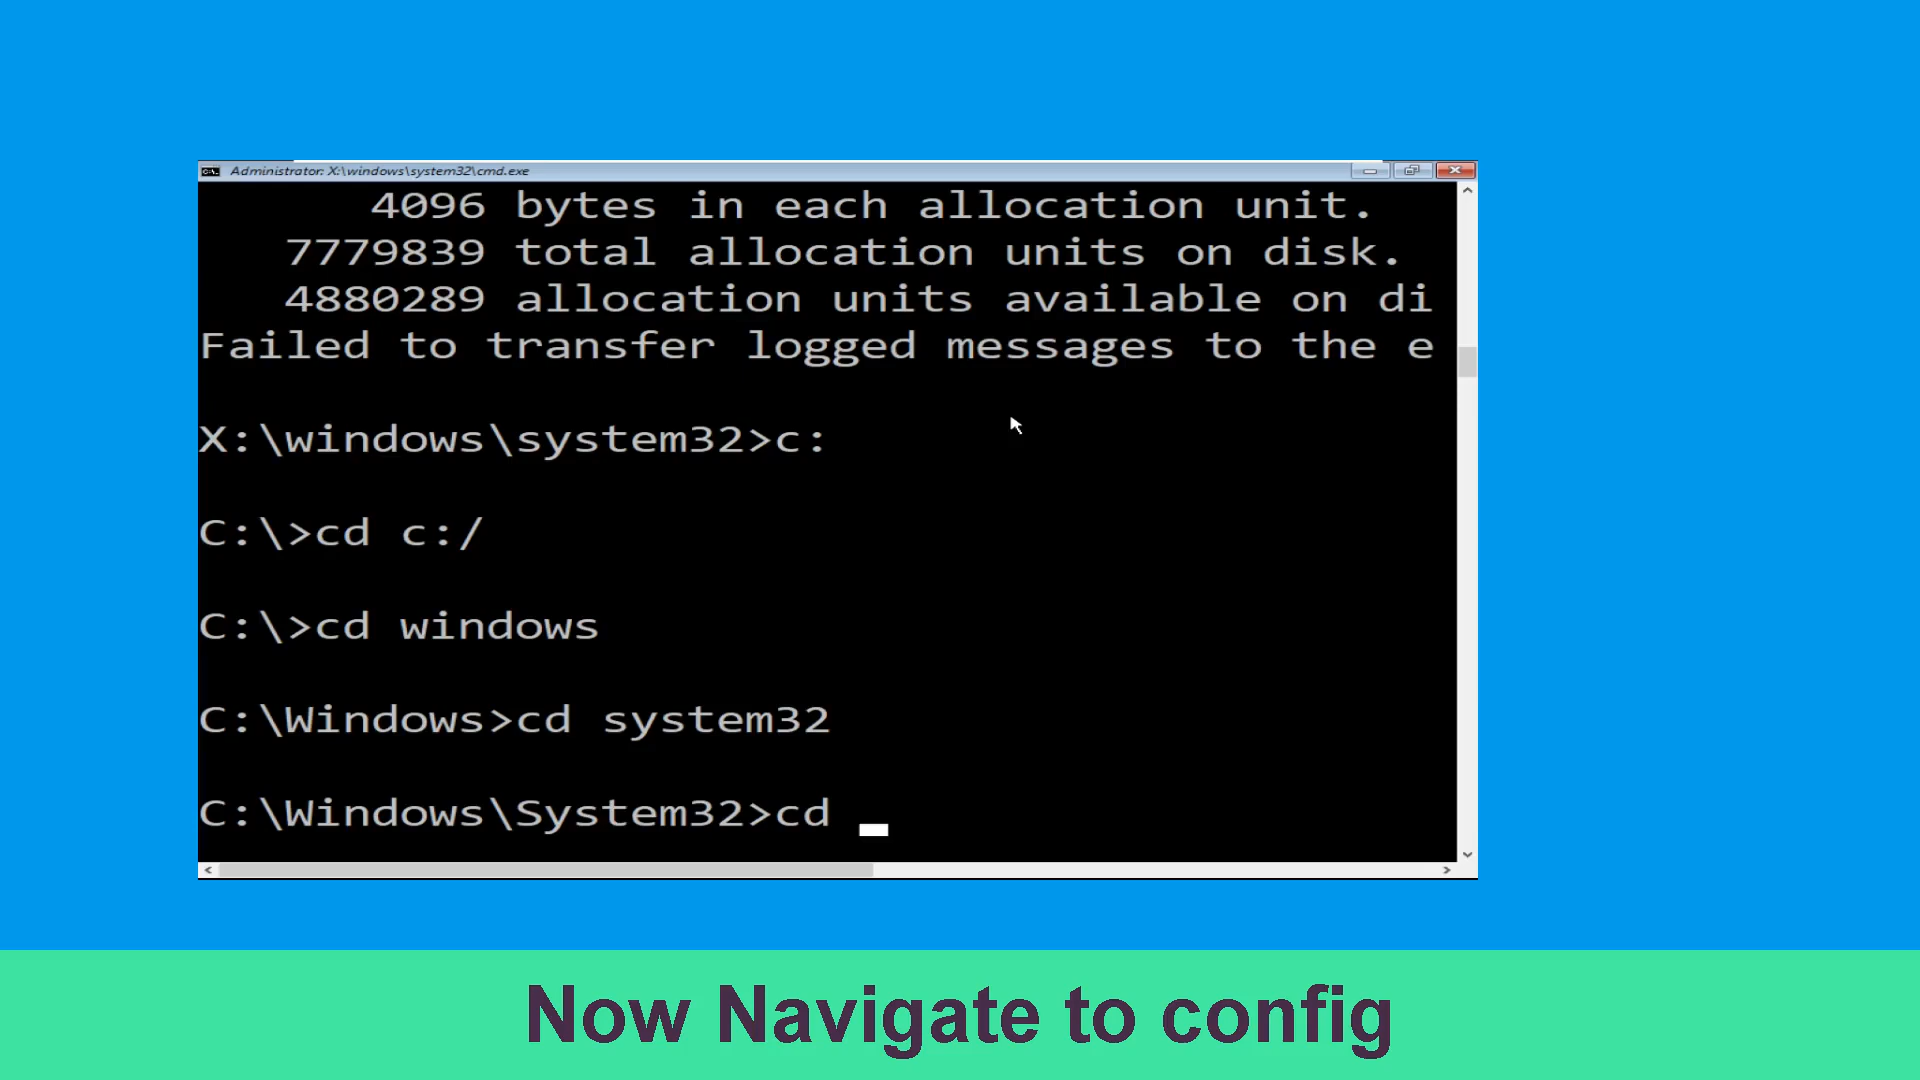 Administrator: X:\windows\system32\cmd.exe
4096 bytes in each allocation unit.
7779839 total allocation units on disk.
4880289 allocation units available on di
Failed to transfer logged messages to the e
X:\windows\system32>c:
C:\>cd c:/
C:\>cd windows
C:\Windows>cd system32
C:\Windows\System32>cd
Now Navigate to config